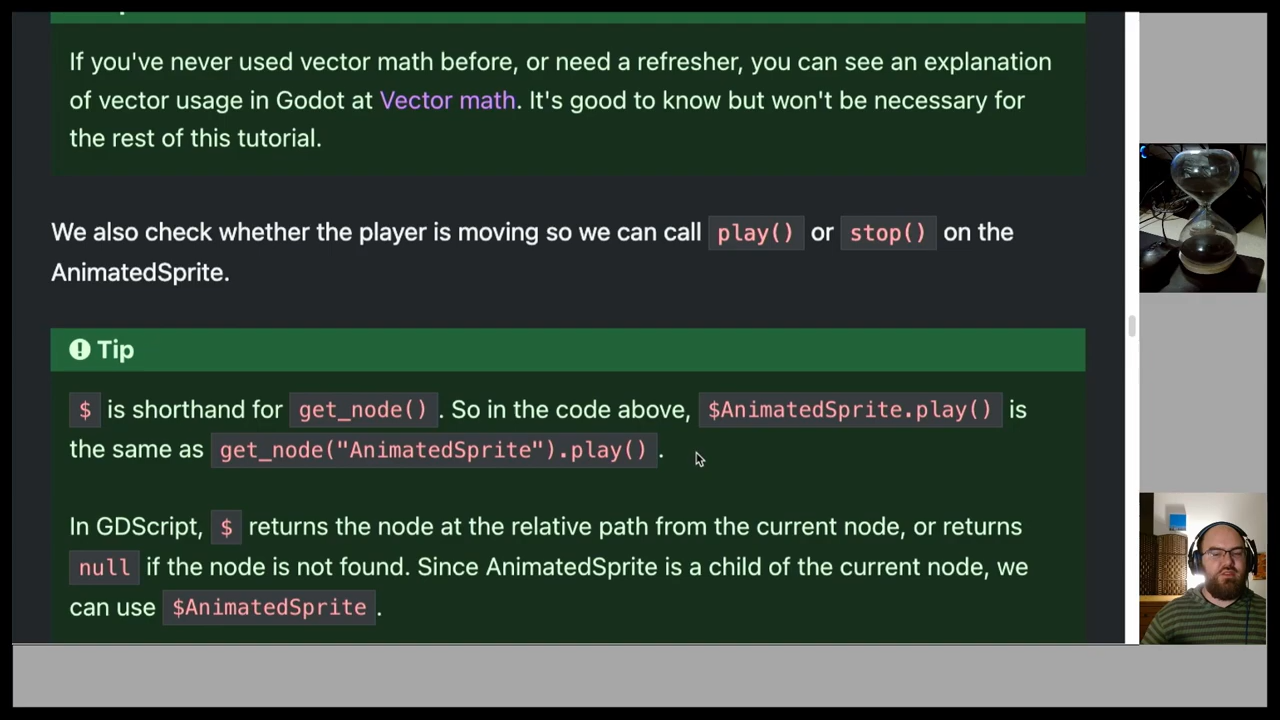 If you've never used vector math before, or need a refresher, you can see an explanation
of vector usage in Godot at Vector math. It's good to know but won't be necessary for
the rest of this tutorial.
We also check whether the player is moving so we can call play() or stop() on the
AnimatedSprite.
Tip
$ is shorthand for get_node(). So in the code above, $AnimatedSprite.play() is
the same as get_node("AnimatedSprite").play().
In GDScript, $ returns the node at the relative path from the current node, or returns
null if the node is not found. Since AnimatedSprite is a child of the current node, we
can use $AnimatedSprite.